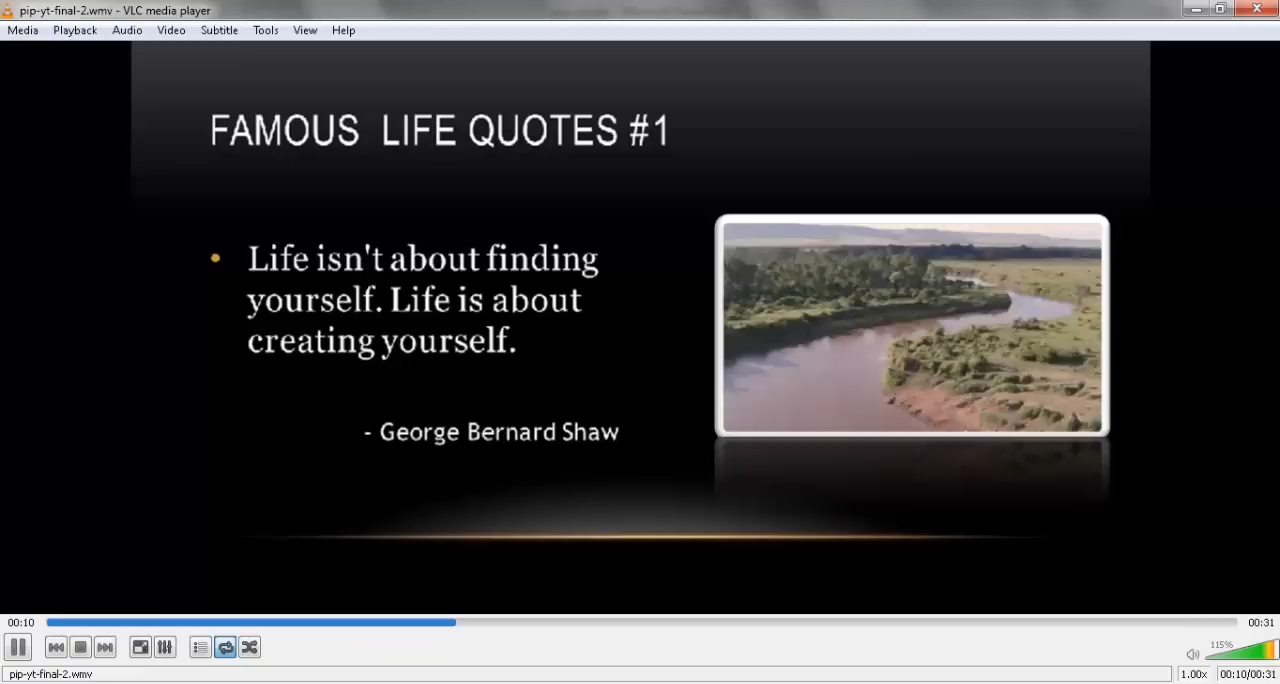 pip-yt-final-2.wmv - VLC media player
Media Playback Audio Video Subtitle Tools View Help
FAMOUS LIFE QUOTES #1
• Life isn't about finding
yourself. Life is about
creating yourself.
- George Bernard Shaw
00:10 00:31
115%
pip-yt-final-2.wmv 1.00x 00:10/00:31